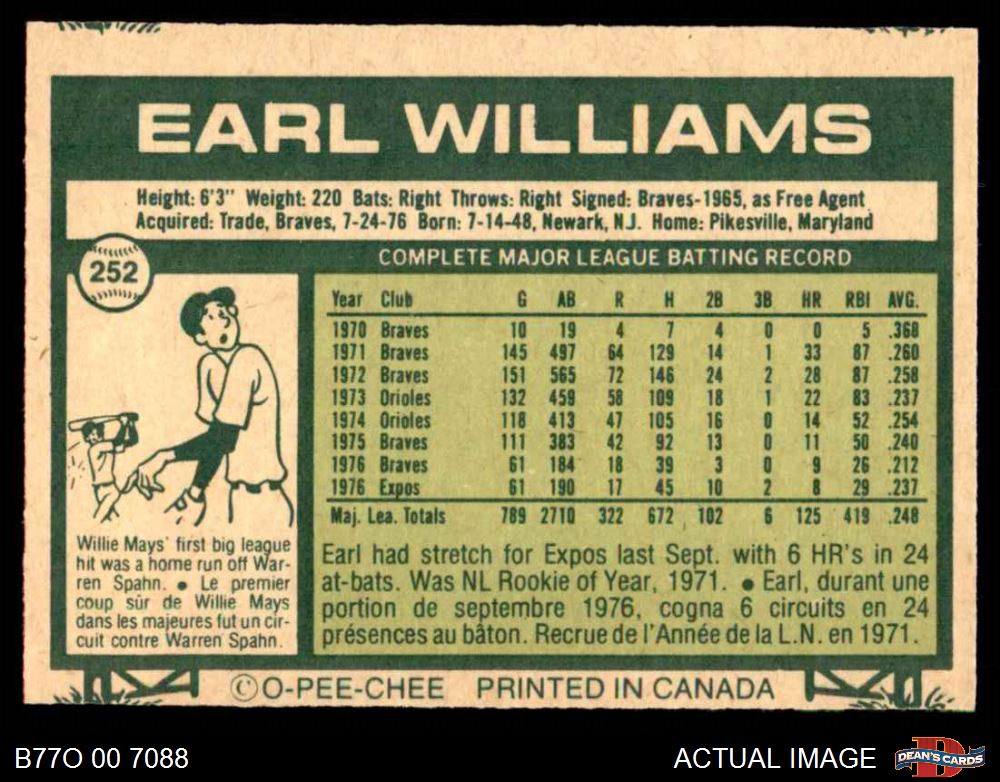 EARL WILLIAMS
Height: 6'3" Weight: 220 Bats: Right Throws: Right Signed: Braves-1965, as Free Agent
Acquired: Trade, Braves, 7-24-76 Born: 7-14-48, Newark, N.J. Home: Pikesville, Maryland
252
COMPLETE MAJOR LEAGUE BATTING RECORD
Year Club G AB R H 2B 3B HR RBI AVG.
1970 Braves 10 19 4 7 4 0 0 5 .368
1971 Braves 145 497 64 129 14 1 33 87 .260
1972 Braves 151 565 72 146 24 2 28 87 .258
1973 Orioles 132 459 58 109 18 1 22 83 .237
1974 Orioles 118 413 47 105 16 0 14 52 .254
1975 Braves 111 383 42 92 13 0 11 50 .240
1976 Braves 61 184 18 39 3 0 9 26 .212
1976 Expos 61 190 17 45 10 2 8 29 .237
Maj. Lea. Totals 789 2710 322 672 102 6 125 419 .248
Willie Mays' first big league
hit was a home run off War-
ren Spahn. • Le premier
coup sûr de Willie Mays
dans les majeures fut un cir-
cuit contre Warren Spahn.
Earl had stretch for Expos last Sept. with 6 HR's in 24
at-bats. Was NL Rookie of Year, 1971. • Earl, durant une
portion de septembre 1976, cogna 6 circuits en 24
présences au bâton. Recrue de l'Année de la L.N. en 1971.
©O-PEE-CHEE PRINTED IN CANADA
B77O 00 7088
ACTUAL IMAGE
DEAN'S CARDS